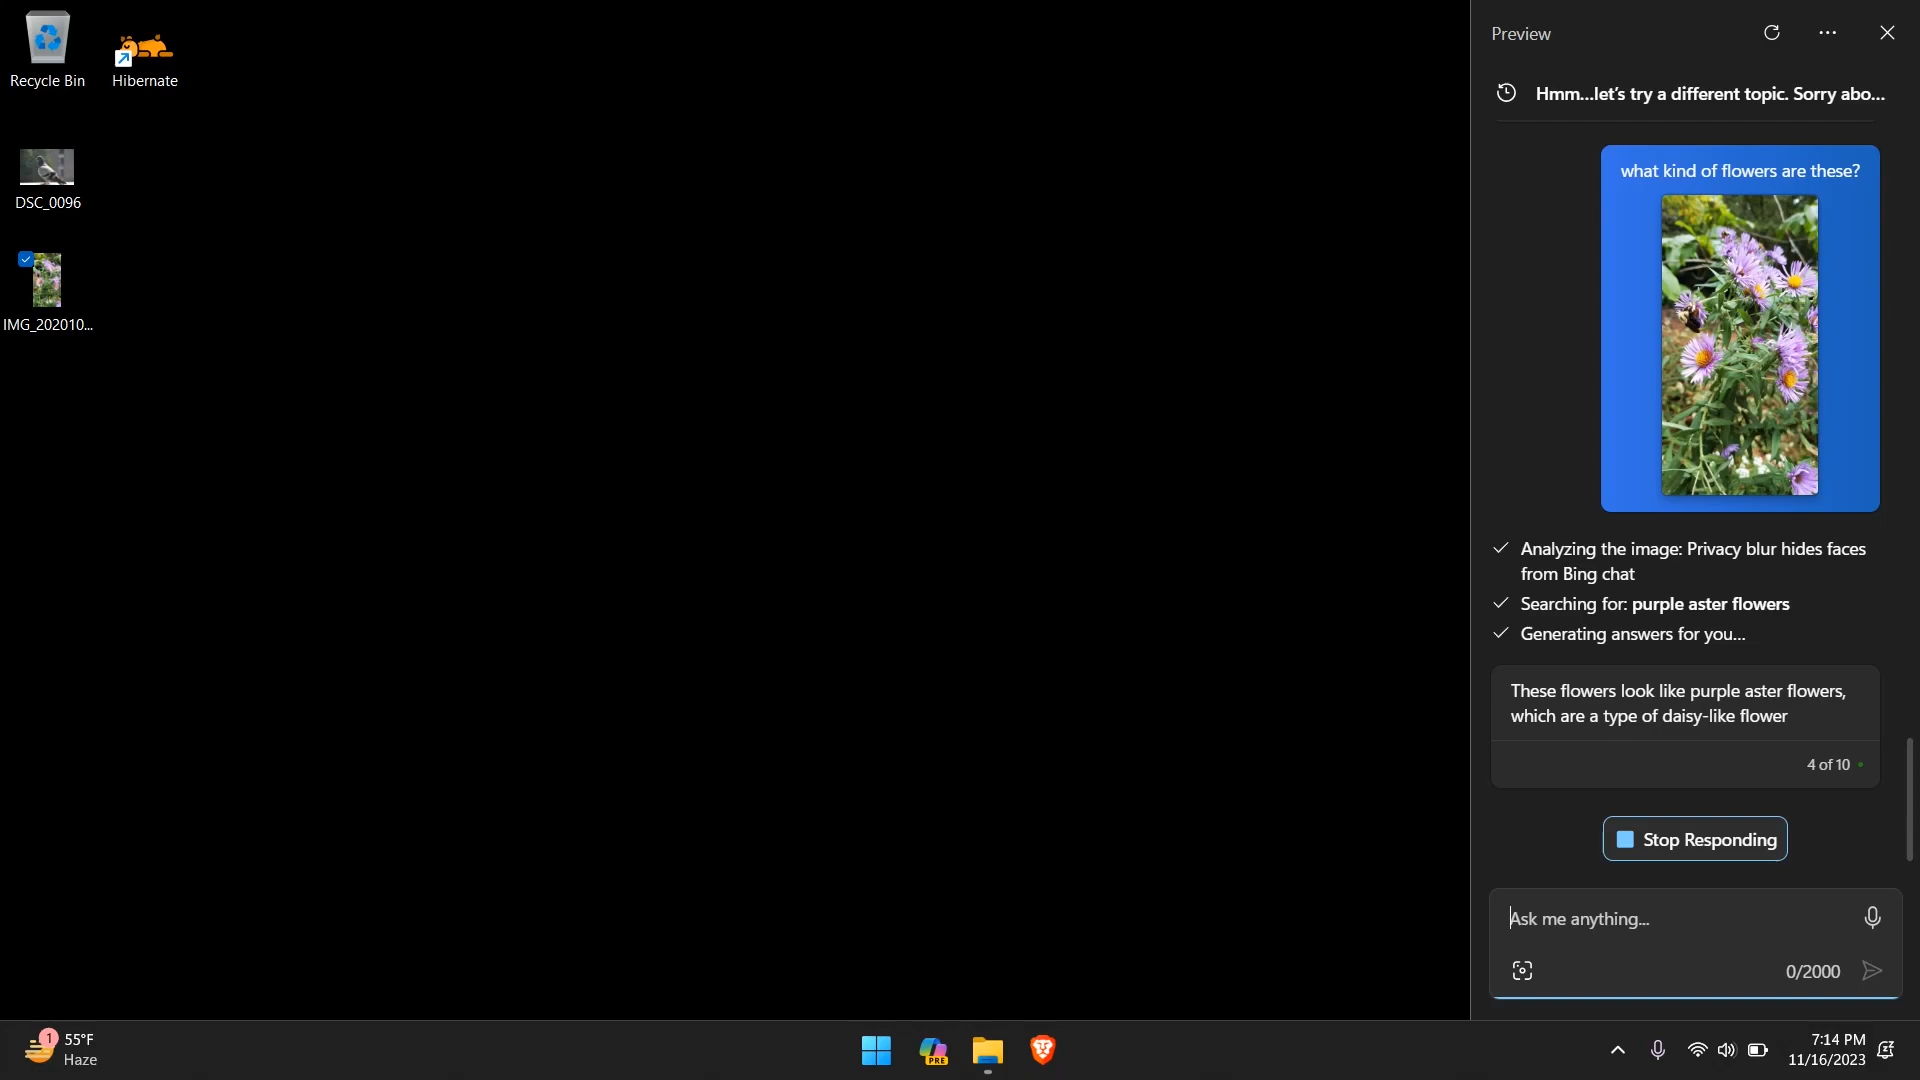 Recycle Bin
Hibernate
DSC_0096
IMG_202010...
Preview
Hmm...let's try a different topic. Sorry abo...
what kind of flowers are these?
Analyzing the image: Privacy blur hides faces
from Bing chat
Searching for: purple aster flowers
Generating answers for you...
These flowers look like purple aster flowers,
which are a type of daisy-like flower
4 of 10
Stop Responding
Ask me anything...
0/2000
1
55°F
Haze
PRE
7:14 PM
11/16/2023